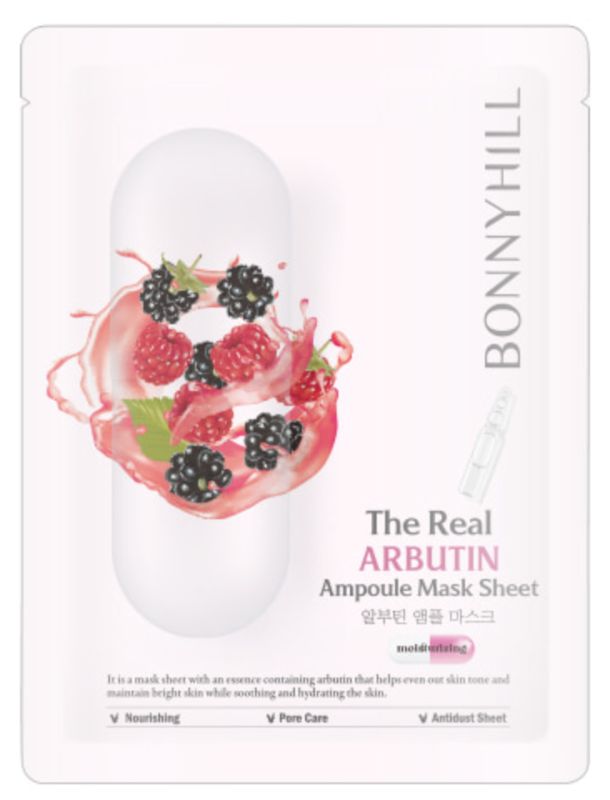 BONNYHILL
The Real
ARBUTIN
Ampoule Mask Sheet
알부틴 앰플 마스크
moisturizing
It is a mask sheet with an essence containing arbutin that helps even out skin tone and
maintain bright skin while soothing and hydrating the skin.
Nourishing Pore Care Antidust Sheet